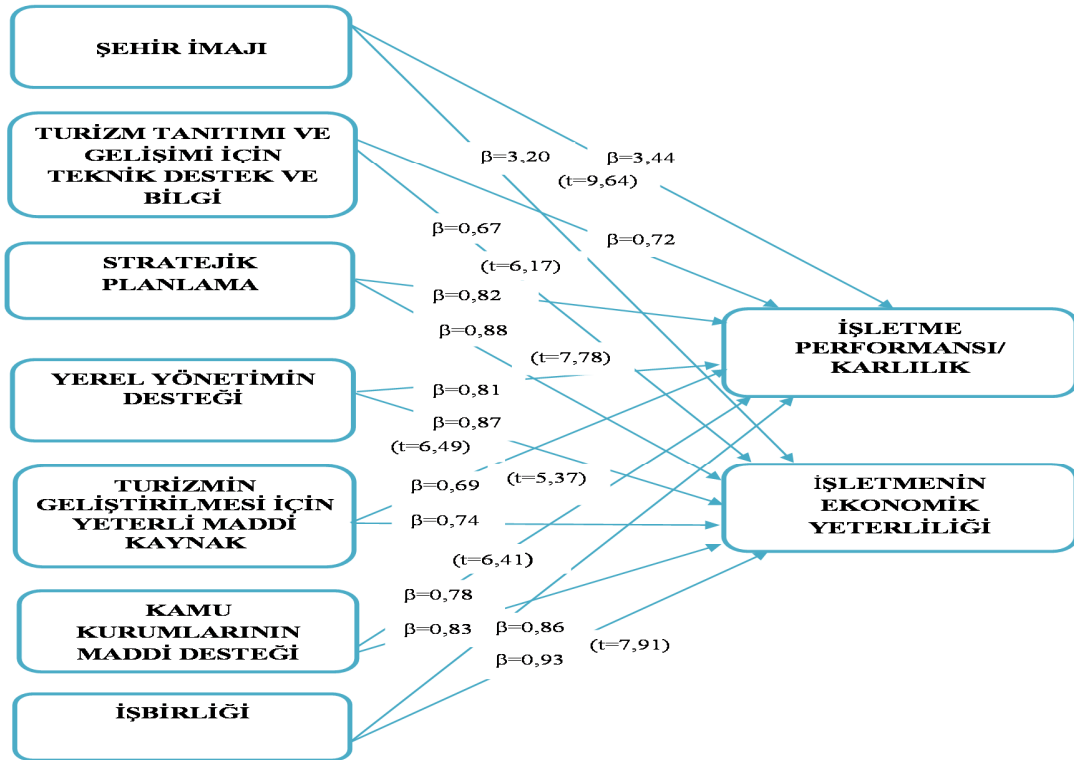 ŞEHİR İMAJI
TURİZM TANITIMI VE
GELİŞİMİ İÇİN
TEKNİK DESTEK VE
BİLGİ
STRATEJİK
PLANLAMA
YEREL YÖNETİMİN
DESTEĞİ
TURİZMİN
GELİŞTİRİLMESİ İÇİN
YETERLİ MADDİ
KAYNAK
KAMU
KURUMLARININ
MADDİ DESTEĞİ
İŞBİRLİĞİ
β=3,20
β=3,44
(t=9,64)
β=0,67
β=0,72
(t=6,17)
β=0,82
β=0,88
(t=7,78)
β=0,81
β=0,87
(t=6,49)
β=0,69
(t=5,37)
β=0,74
(t=6,41)
β=0,78
β=0,83
β=0,86
(t=7,91)
β=0,93
İŞLETME
PERFORMANSI/
KARLILIK
İŞLETMENİN
EKONOMİK
YETERLİLİĞİ